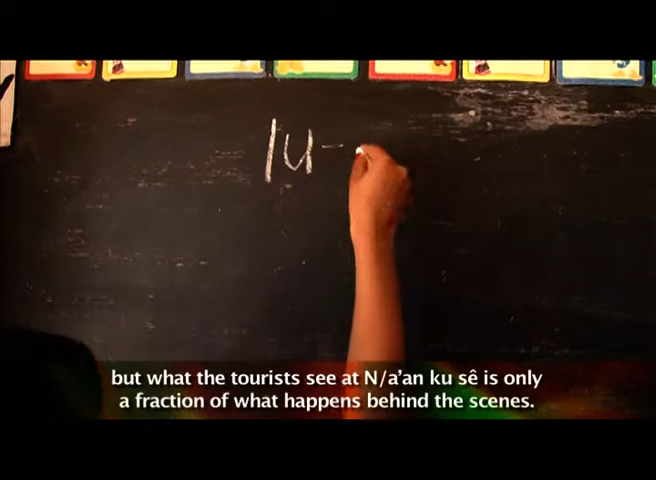 |u -
but what the tourists see at N/a'an ku sê is only
a fraction of what happens behind the scenes.